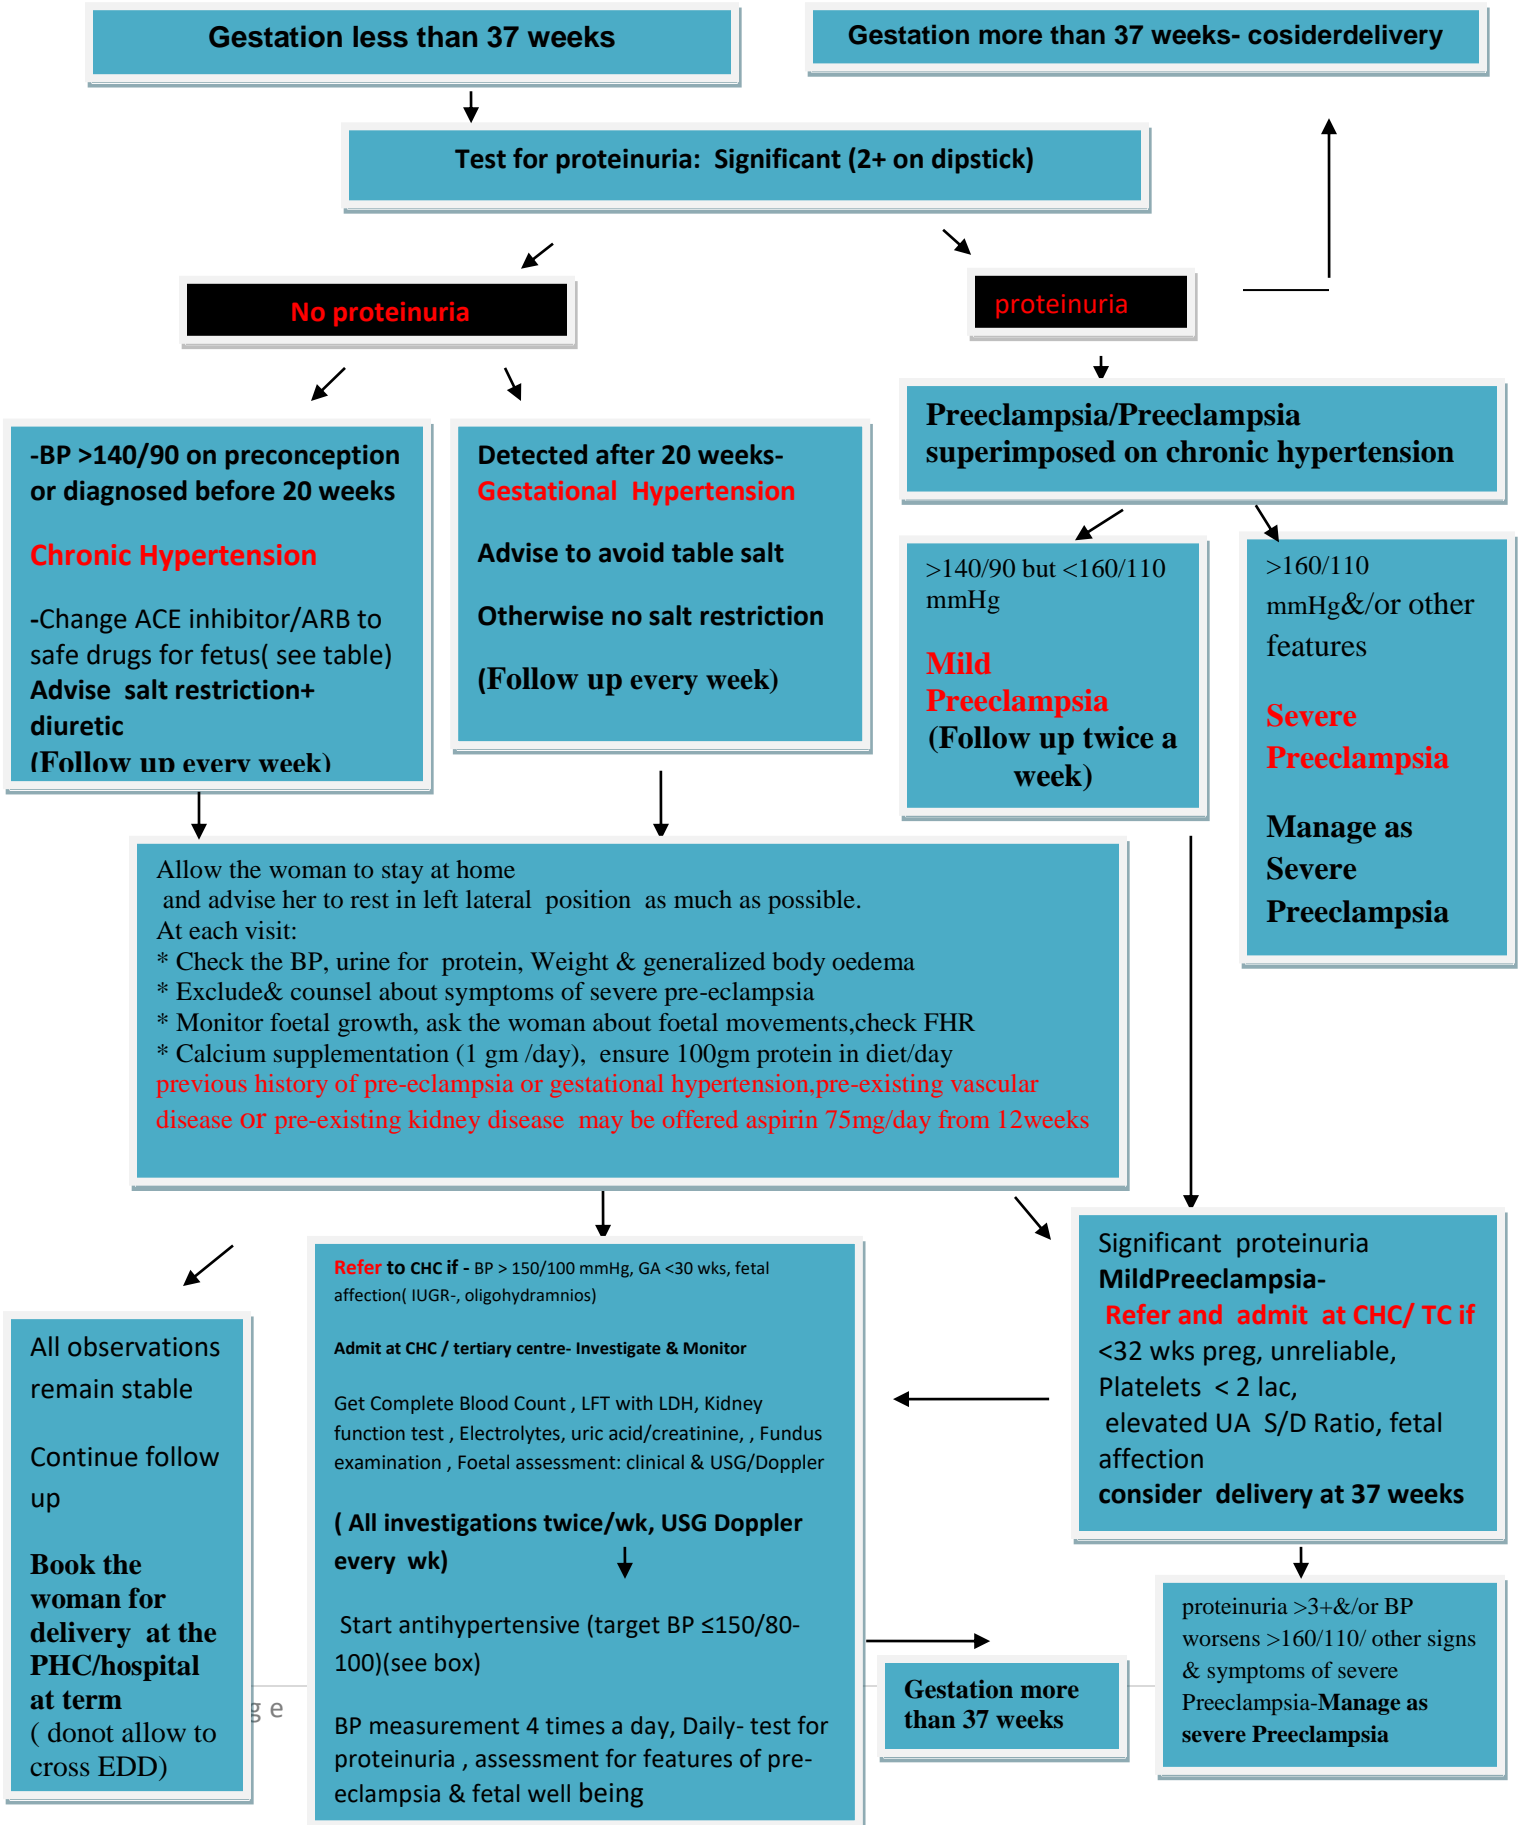 Gestation less than 37 weeks
Gestation more than 37 weeks- cosiderdelivery
Test for proteinuria:  Significant (2+ on dipstick)
No proteinuria
proteinuria
-BP >140/90 on preconception
or diagnosed before 20 weeks
Chronic Hypertension
-Change ACE inhibitor/ARB to
safe drugs for fetus( see table)
Advise  salt restriction+
diuretic
(Follow up every week)
Detected after 20 weeks-
Gestational  Hypertension
Advise to avoid table salt
Otherwise no salt restriction
(Follow up every week)
Preeclampsia/Preeclampsia
superimposed on chronic hypertension
>140/90 but <160/110
mmHg
Mild
Preeclampsia
(Follow up twice a
week)
>160/110
mmHg&/or other
features
Severe
Preeclampsia
Manage as
Severe
Preeclampsia
Allow the woman to stay at home
and advise her to rest in left lateral  position  as much as possible.
At each visit:
* Check the BP, urine for  protein, Weight & generalized body oedema
* Exclude& counsel about symptoms of severe pre-eclampsia
* Monitor foetal growth, ask the woman about foetal movements,check FHR
* Calcium supplementation (1 gm /day),  ensure 100gm protein in diet/day
previous history of pre-eclampsia or gestational hypertension,pre-existing vascular
disease or pre-existing kidney disease  may be offered aspirin 75mg/day from 12weeks
All observations
remain stable
Continue follow
up
Book the
woman for
delivery  at the
PHC/hospital
at term
( donot allow to
cross EDD)
g e
Refer to CHC if - BP > 150/100 mmHg, GA <30 wks, fetal
affection( IUGR-, oligohydramnios)
Admit at CHC / tertiary centre- Investigate & Monitor
Get Complete Blood Count , LFT with LDH, Kidney
function test , Electrolytes, uric acid/creatinine, , Fundus
examination , Foetal assessment: clinical & USG/Doppler
( All investigations twice/wk, USG Doppler
every  wk)
Start antihypertensive (target BP ≤150/80-
100)(see box)
BP measurement 4 times a day, Daily- test for
proteinuria , assessment for features of pre-
eclampsia & fetal well being
Significant  proteinuria
MildPreeclampsia-
Refer and  admit  at CHC/ TC if
<32 wks preg, unreliable,
Platelets  < 2 lac,
elevated UA  S/D Ratio, fetal
affection
consider  delivery at 37 weeks
Gestation more
than 37 weeks
proteinuria >3+&/or BP
worsens >160/110/ other signs
& symptoms of severe
Preeclampsia-Manage as
severe Preeclampsia